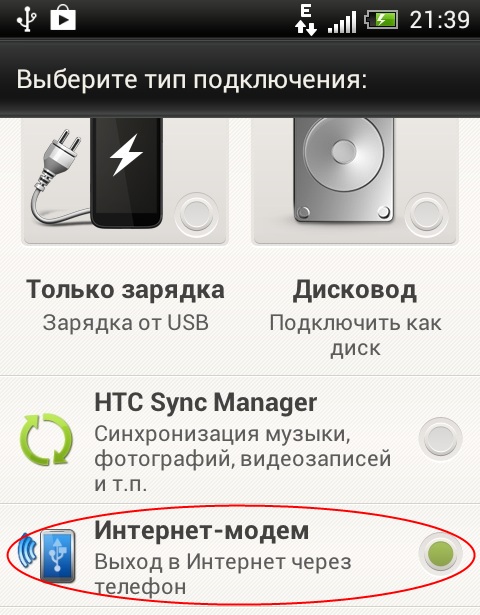 E 21:39
Выберите тип подключения:
Только зарядка
Зарядка от USB
Дисковод
Подключить как
диск
HTC Sync Manager
Синхронизация музыки,
фотографий, видеозаписей
и т.п.
Интернет-модем
Выход в Интернет через
телефон